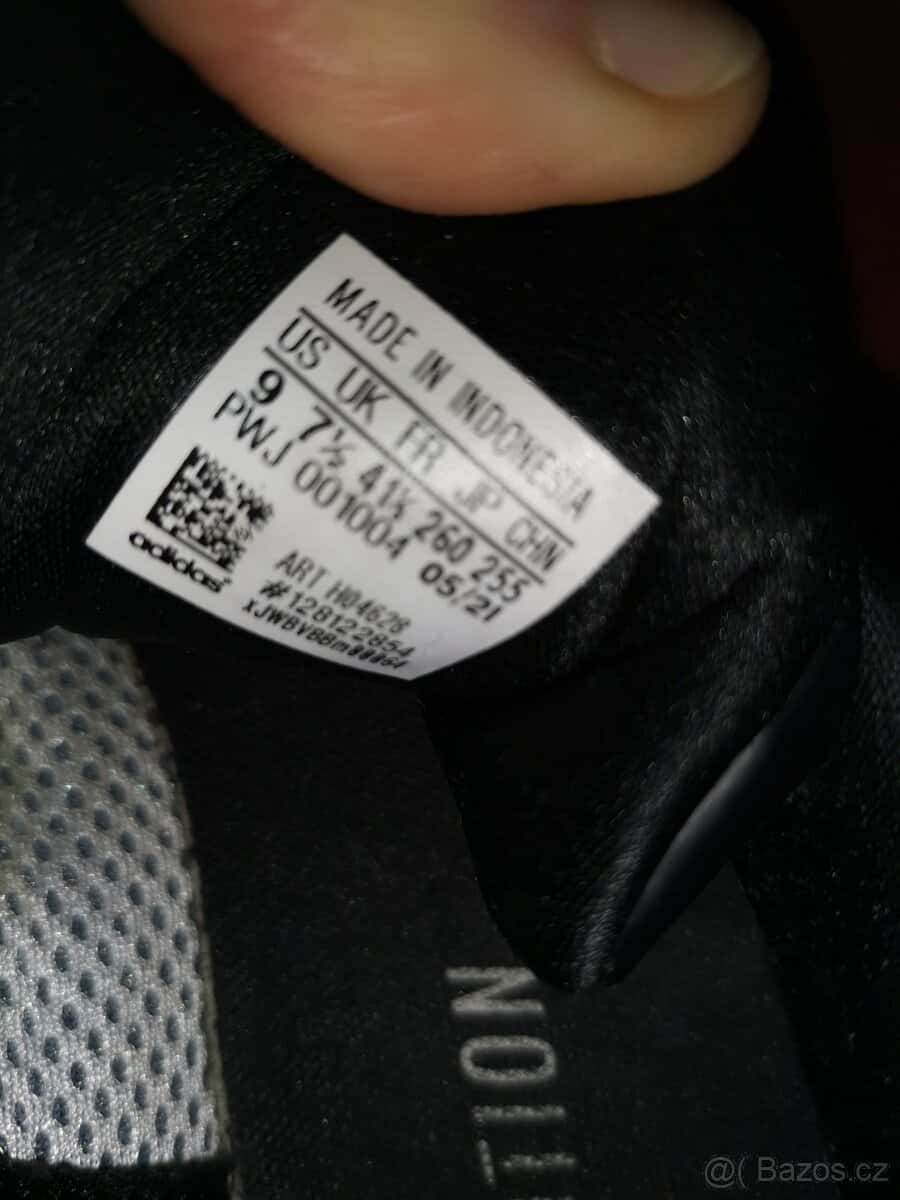 MADE IN INDONESIA
US UK FR JP CHN
9 7½ 41⅓ 260 255
PWJ 001004 05/21
ART H04628
#128122854
adidas
@( Bazos.cz